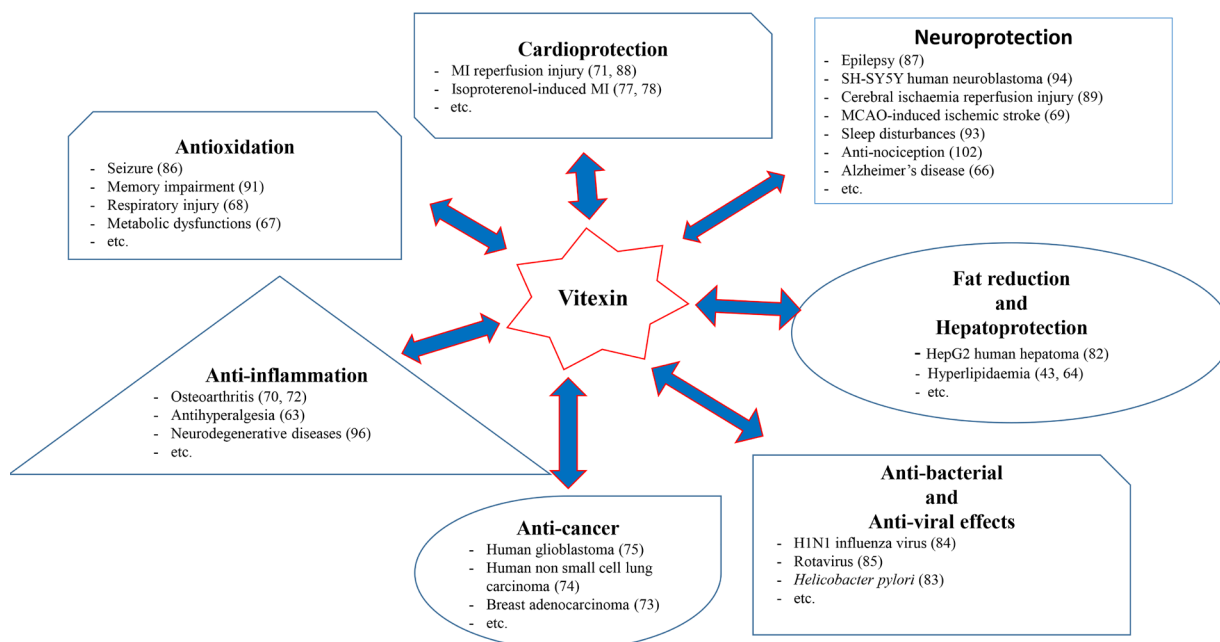 Cardioprotection
- MI reperfusion injury (71, 88)
- Isoproterenol-induced MI (77, 78)
- etc.
Neuroprotection
- Epilepsy (87)
- SH-SY5Y human neuroblastoma (94)
- Cerebral ischaemia reperfusion injury (89)
- MCAO-induced ischemic stroke (69)
- Sleep disturbances (93)
- Anti-nociception (102)
- Alzheimer's disease (66)
- etc.
Antioxidation
- Seizure (86)
- Memory impairment (91)
- Respiratory injury (68)
- Metabolic dysfunctions (67)
- etc.
Vitexin
Fat reduction
and
Hepatoprotection
- HepG2 human hepatoma (82)
- Hyperlipidaemia (43, 64)
- etc.
Anti-inflammation
- Osteoarthritis (70, 72)
- Antihyperalgesia (63)
- Neurodegenerative diseases (96)
- etc.
Anti-cancer
- Human glioblastoma (75)
- Human non small cell lung
carcinoma (74)
- Breast adenocarcinoma (73)
- etc.
Anti-bacterial
and
Anti-viral effects
- H1N1 influenza virus (84)
- Rotavirus (85)
- Helicobacter pylori (83)
- etc.